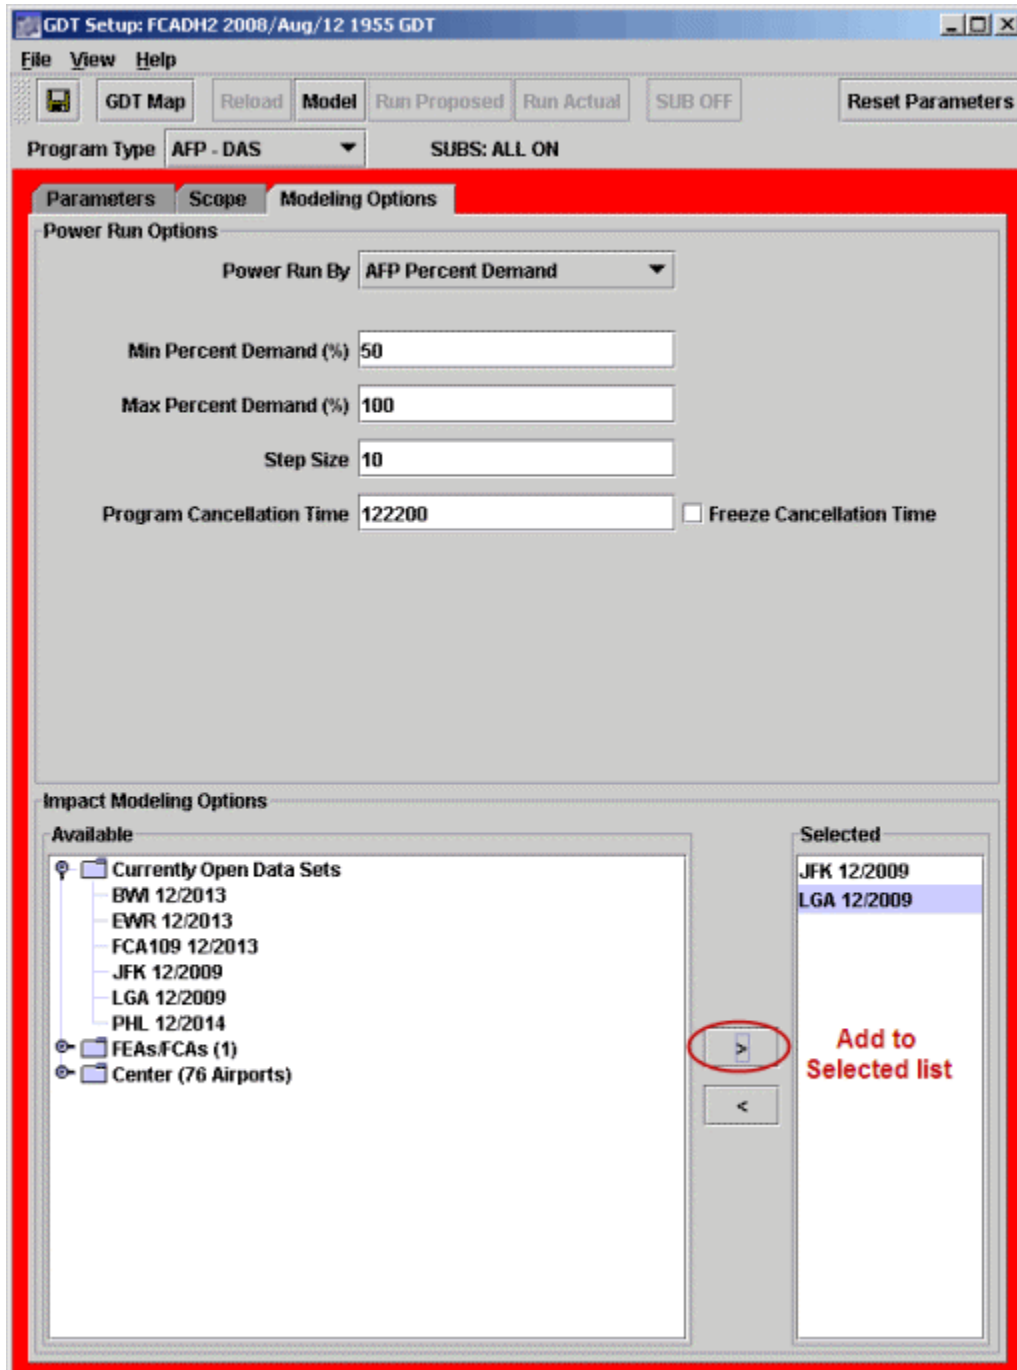 GDT Setup: FCADH2 2008/Aug/12 1955 GDT
File View Help
GDT Map Reload Model Run Proposed Run Actual SUB OFF Reset Parameters
Program Type AFP - DAS SUBS: ALL ON
Parameters Scope Modeling Options
Power Run Options
Power Run By AFP Percent Demand
Min Percent Demand (%) 50
Max Percent Demand (%) 100
Step Size 10
Program Cancellation Time 122200 Freeze Cancellation Time
Impact Modeling Options
Available
Currently Open Data Sets
BWI 12/2013
EWR 12/2013
FCA109 12/2013
JFK 12/2009
LGA 12/2009
PHL 12/2014
FEAs/FCAs (1)
Center (76 Airports)
>
<
Selected
JFK 12/2009
LGA 12/2009
Add to
Selected list